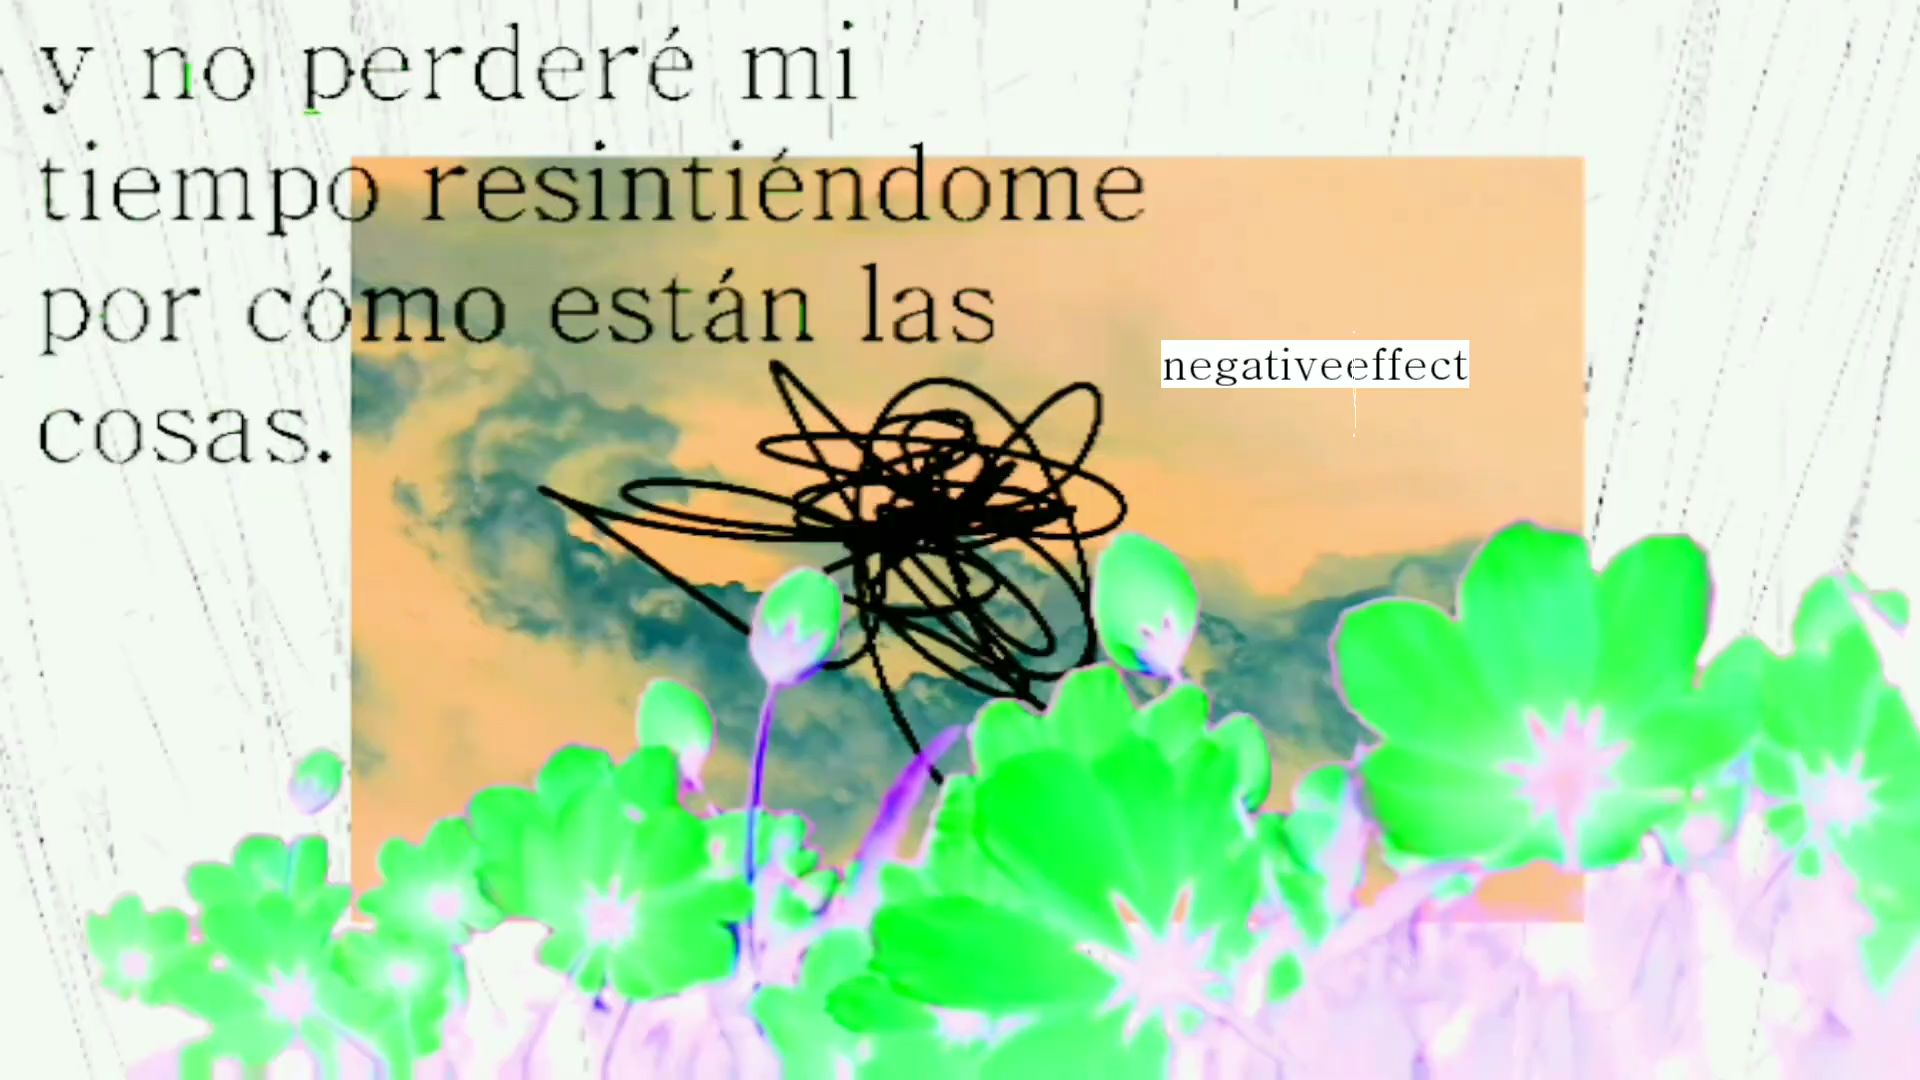 y no perderé mi
tiempo resintiéndome
por cómo están las
cosas.
negativeeffect